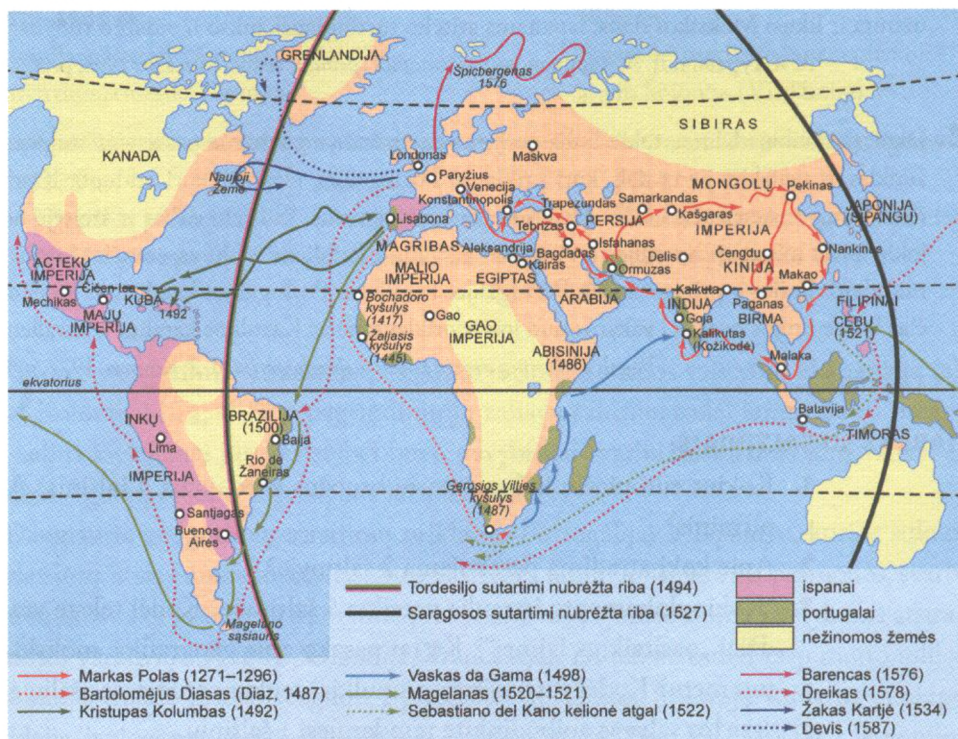 GRENLANDIJA
Špicbergenas
1576
SIBIRAS
KANADA
Naujoji
Žemė
Londonas
Paryžius
Maskva
Venecija
Konstantinopolis
Lisabona
Trapezundas
Tebrizas
PERSIJA
Samarkandas
Kašgaras
MONGOLŲ
IMPERIJA
Pekinas
JAPONIJA
(SIPANGU)
MAGRIBAS
Aleksandrija
Kairas
EGIPTAS
Bagdadas
Isfahanas
Ormuzas
Delis
Čengdu
KINIJA
Nankinas
Makao
ACTEKŲ
IMPERIJA
Mechikas
Čičen Ica
KUBA
1492
MAJŲ
IMPERIJA
MALIO
IMPERIJA
Bochadoro
kyšulys
(1417)
Žaliasis
kyšulys
(1445)
Gao
GAO
IMPERIJA
ARABIJA
ABISINIJA
(1486)
Kalkuta
INDIJA
Goja
Kalikutas
(Kožikodė)
Paganas
BIRMA
Malaka
FILIPINAI
CEBU
(1521)
ekvatorius
INKŲ
IMPERIJA
Lima
BRAZILIJA
(1500)
Baija
Rio de
Žaneiras
Batavija
TIMORAS
Gerosios Vilties
kyšulys
(1487)
Santjagas
Buenos
Airės
Magelano
sąsiauris
Tordesiljo sutartimi nubrėžta riba (1494)
Saragosos sutartimi nubrėžta riba (1527)
ispanai
portugalai
nežinomos žemės
Markas Polas (1271–1296)
Bartolomėjus Diasas (Diaz, 1487)
Kristupas Kolumbas (1492)
Vaskas da Gama (1498)
Magelanas (1520–1521)
Sebastiano del Kano kelionė atgal (1522)
Barencas (1576)
Dreikas (1578)
Žakas Kartjė (1534)
Devis (1587)